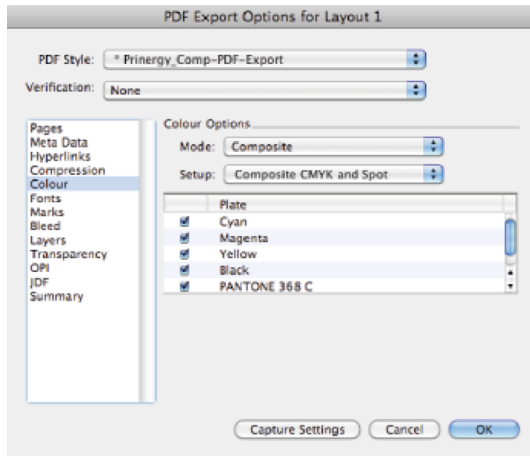 PDF Export Options for Layout 1
PDF Style: * Prinergy_Comp-PDF-Export
Verification: None
Pages
Meta Data
Hyperlinks
Compression
Colour
Fonts
Marks
Bleed
Layers
Transparency
OPI
JDF
Summary
Colour Options
Mode: Composite
Setup: Composite CMYK and Spot
Plate
Cyan
Magenta
Yellow
Black
PANTONE 368 C
Capture Settings Cancel OK